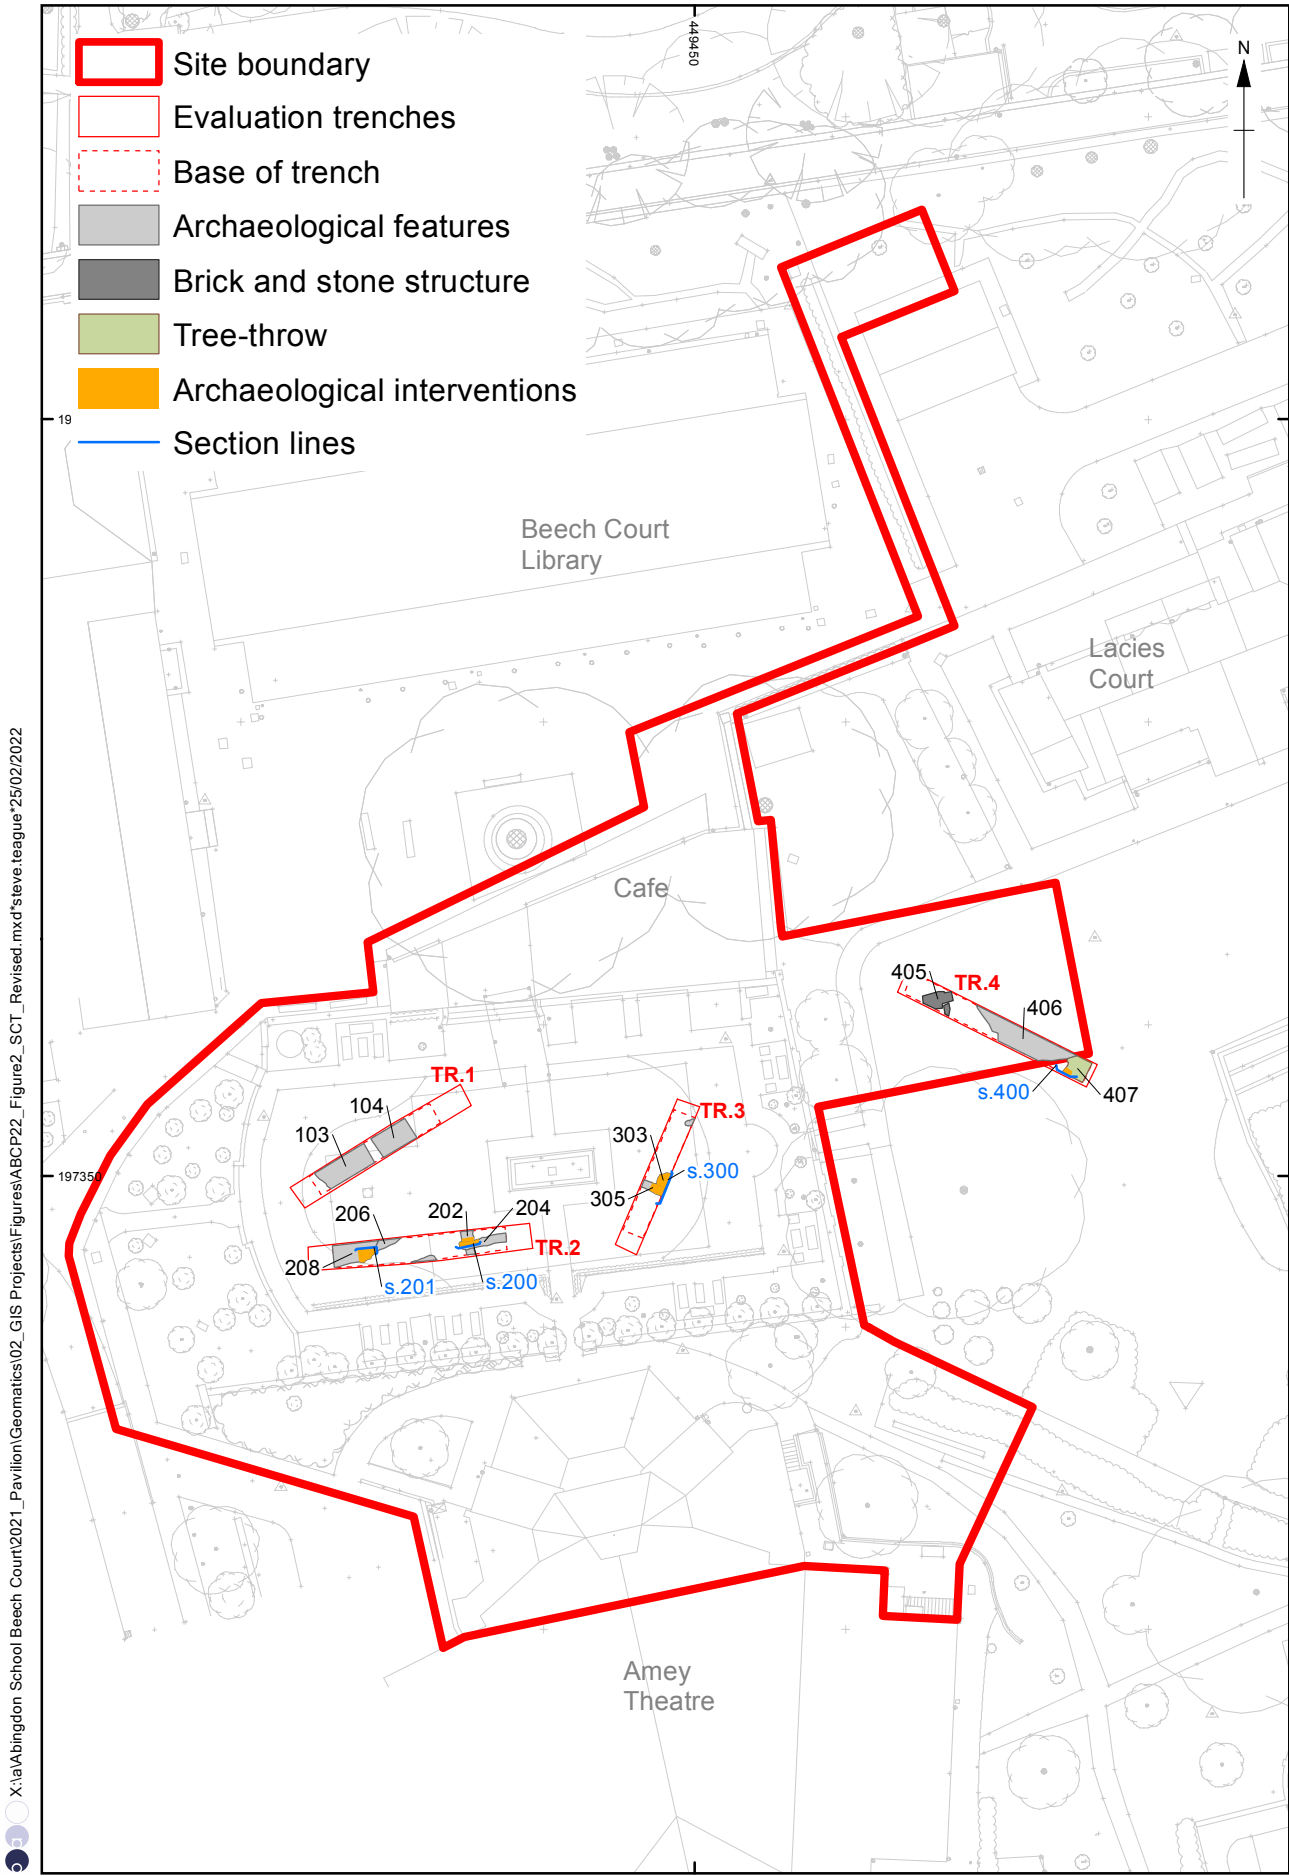 449450
N
Site boundary
Evaluation trenches
Base of trench
Archaeological features
Brick and stone structure
Tree-throw
Archaeological interventions
Section lines
19
Beech Court
Library
Lacies
Court
Cafe
405
TR.4
406
s.400
407
TR.1
104
103
TR.3
303
s.300
305
197350
206
202
204
TR.2
208
s.201
s.200
Amey
Theatre
X:\a\Abingdon School Beech Court\2021_Pavilion\Geomatics\02_GIS Projects\Figures\ABCP22_Figure2_SCT_Revised.mxd*steve.teague*25/02/2022